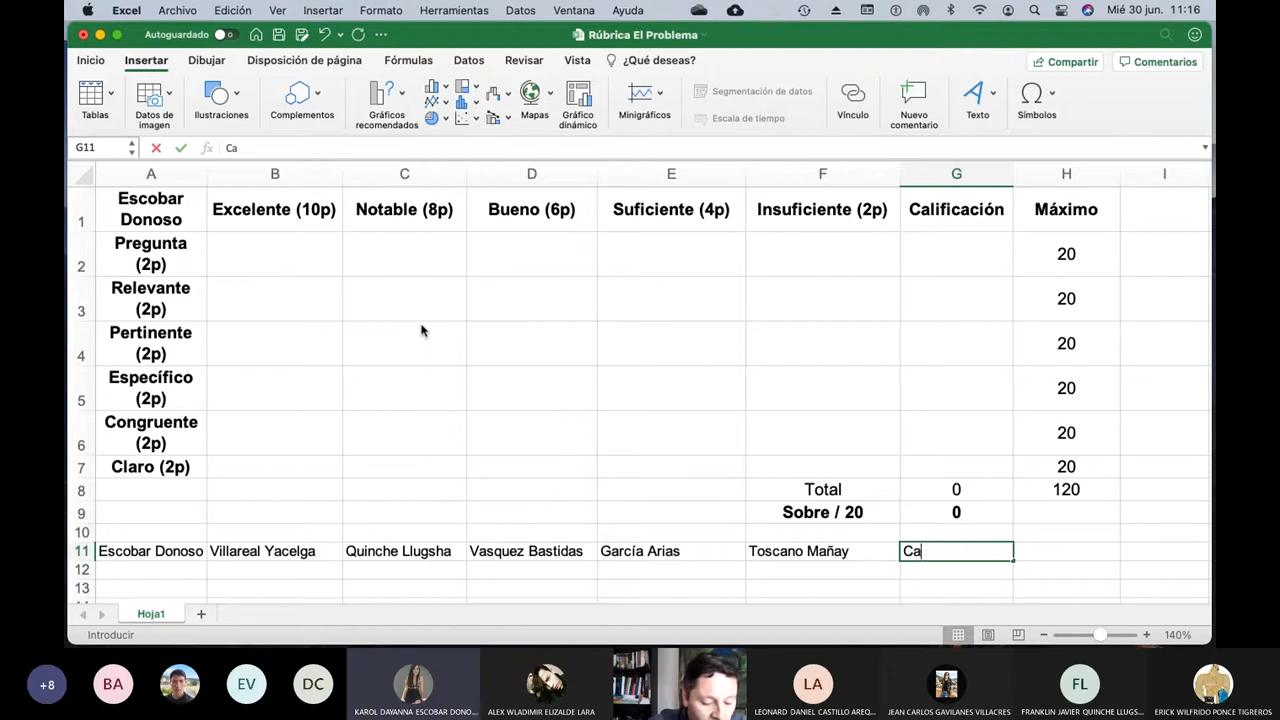 Excel Archivo Edición Ver Insertar Formato Herramientas Datos Ventana Ayuda Mié 30 jun. 11:16
Autoguardado Rúbrica El Problema
Inicio Insertar Dibujar Disposición de página Fórmulas Datos Revisar Vista ¿Qué deseas? Compartir Comentarios
Tablas Datos de imagen Ilustraciones Complementos Gráficos recomendados Mapas Gráfico dinámico Minigráficos Segmentación de datos Escala de tiempo Vínculo Nuevo comentario Texto Símbolos
G11 fx Ca
A B C D E F G H I
1 Escobar Donoso Excelente (10p) Notable (8p) Bueno (6p) Suficiente (4p) Insuficiente (2p) Calificación Máximo
2 Pregunta (2p) 20
3 Relevante (2p) 20
4 Pertinente (2p) 20
5 Específico (2p) 20
6 Congruente (2p) 20
7 Claro (2p) 20
8 Total 0 120
9 Sobre / 20 0
10
11 Escobar Donoso Villareal Yacelga Quinche Llugsha Vasquez Bastidas García Arias Toscano Mañay Ca
12
13
Hoja1 +
Introducir 140%
+8 BA EV DC LA FL
KAROL DAYANNA ESCOBAR DONO... ALEX WLADIMIR ELIZALDE LARA LEONARD DANIEL CASTILLO AREQ... JEAN CARLOS GAVILANES VILLACRES FRANKLIN JAVIER QUINCHE LLUGS... ERICK WILFRIDO PONCE TIGREROS